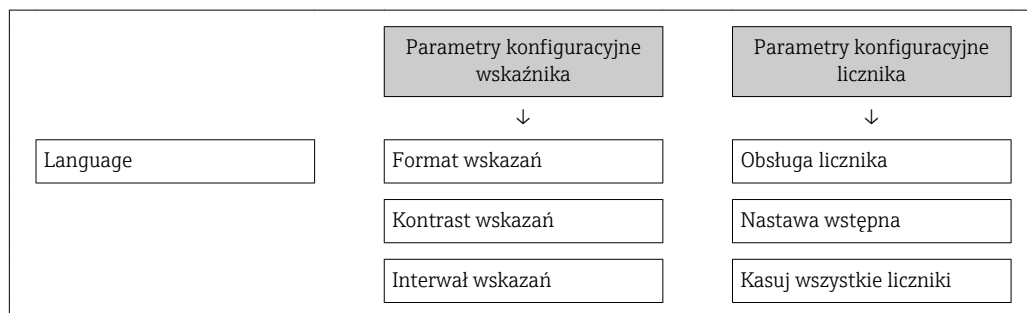 Parametry konfiguracyjne
wskaźnika
Parametry konfiguracyjne
licznika
↓
↓
Language
Format wskazań
Obsługa licznika
Kontrast wskazań
Nastawa wstępna
Interwał wskazań
Kasuj wszystkie liczniki